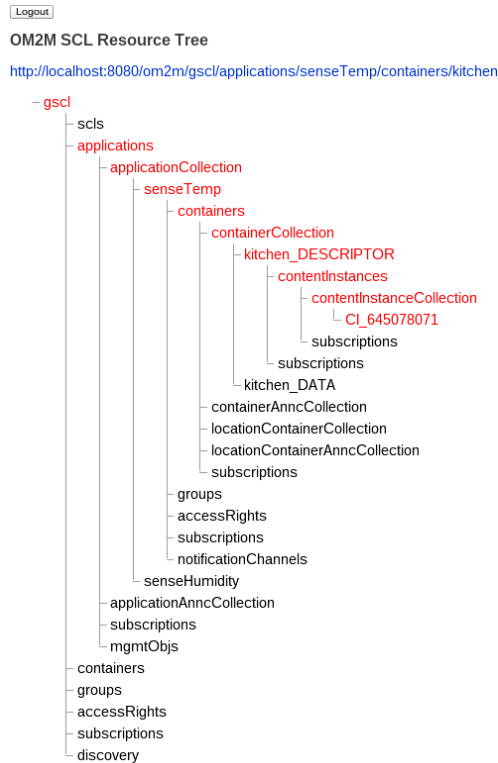 Logout
OM2M SCL Resource Tree
http://localhost:8080/om2m/gscl/applications/senseTemp/containers/kitchen
gscl
scls
applications
applicationCollection
senseTemp
containers
containerCollection
kitchen_DESCRIPTOR
contentInstances
contentInstanceCollection
CI_645078071
subscriptions
subscriptions
kitchen_DATA
containerAnncCollection
locationContainerCollection
locationContainerAnncCollection
subscriptions
groups
accessRights
subscriptions
notificationChannels
senseHumidity
applicationAnncCollection
subscriptions
mgmtObjs
containers
groups
accessRights
subscriptions
discovery